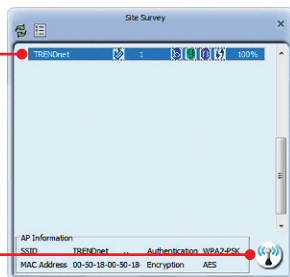 Site Survey
TRENDnet 1 100%
AP Information
SSID TRENDnet .. Authentication WPA2-PSK
MAC Address 00-50-18-00-50-18 Encryption AES